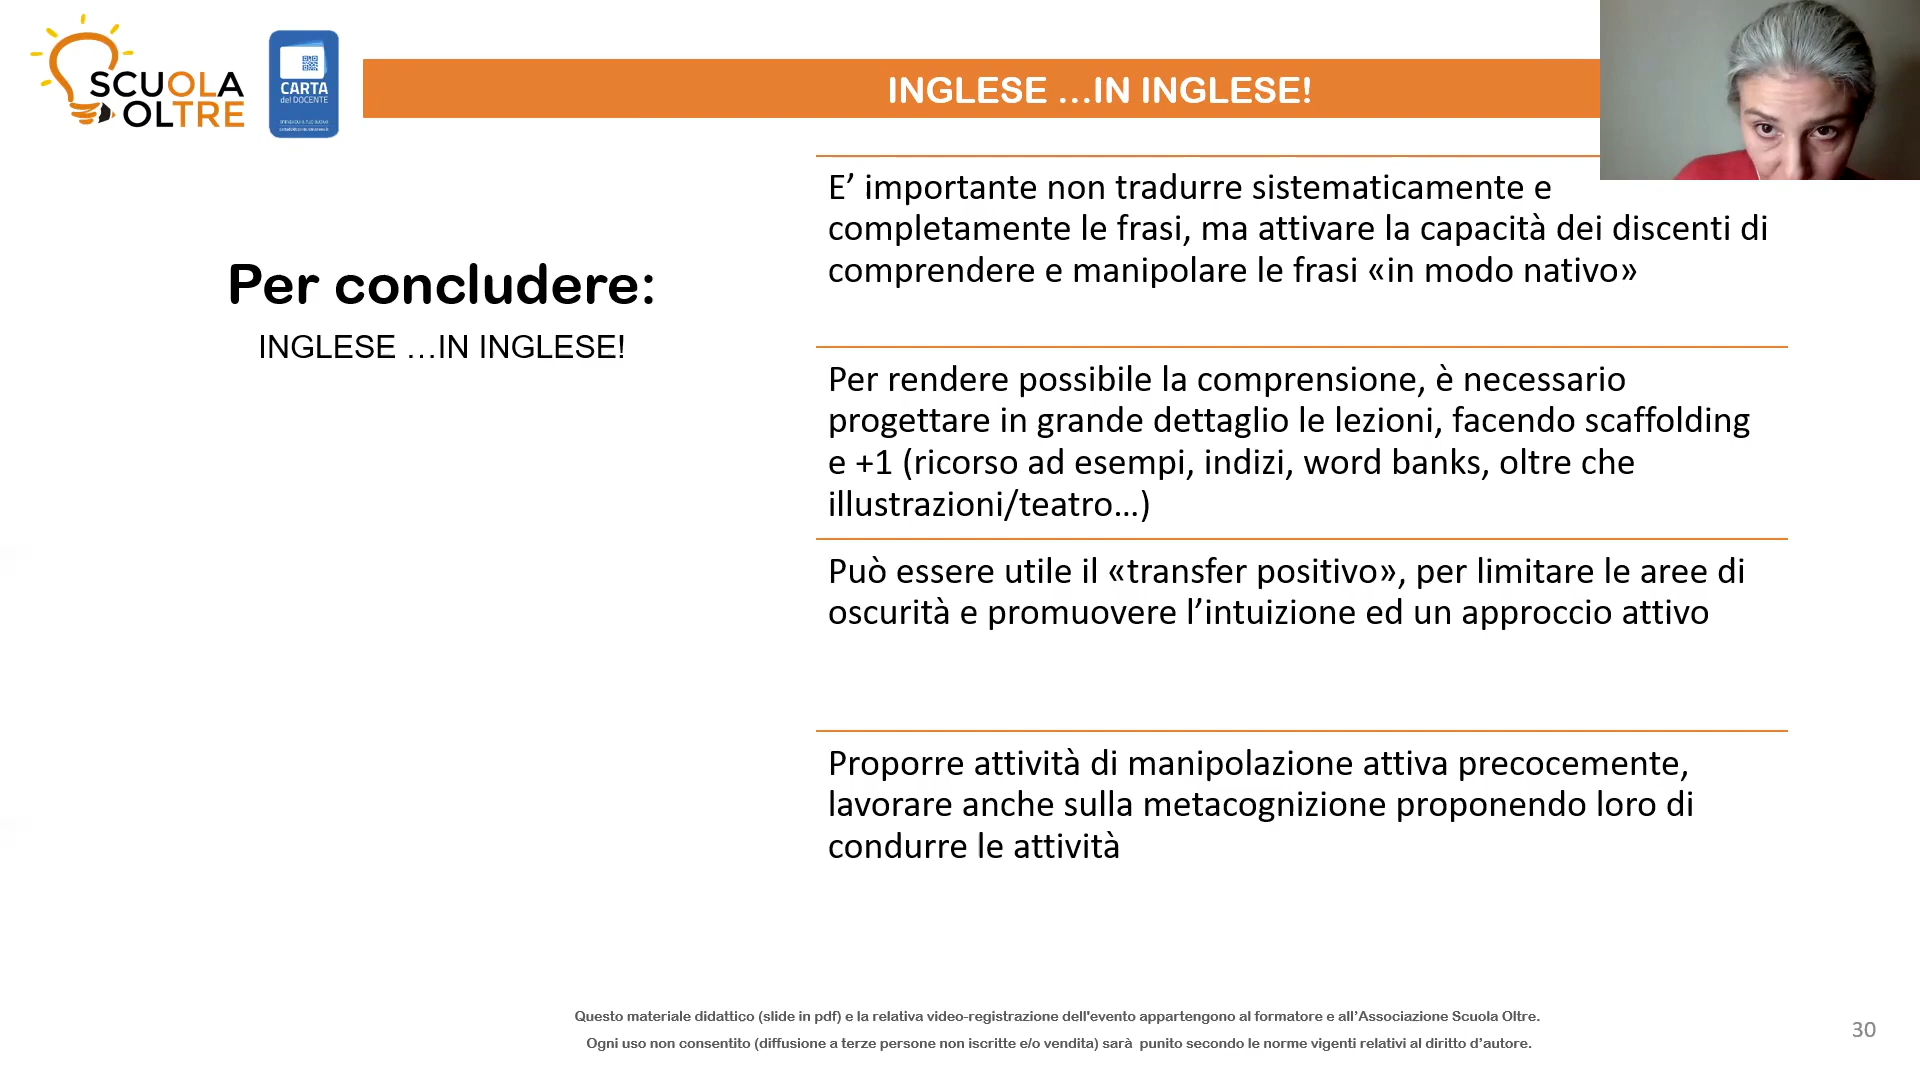 SCUOLA
OLTRE
CARTA
del DOCENTE
INGLESE …IN INGLESE!
Per concludere:
INGLESE …IN INGLESE!
E’ importante non tradurre sistematicamente e
completamente le frasi, ma attivare la capacità dei discenti di
comprendere e manipolare le frasi «in modo nativo»
Per rendere possibile la comprensione, è necessario
progettare in grande dettaglio le lezioni, facendo scaffolding
e +1 (ricorso ad esempi, indizi, word banks, oltre che
illustrazioni/teatro…)
Può essere utile il «transfer positivo», per limitare le aree di
oscurità e promuovere l’intuizione ed un approccio attivo
Proporre attività di manipolazione attiva precocemente,
lavorare anche sulla metacognizione proponendo loro di
condurre le attività
Questo materiale didattico (slide in pdf) e la relativa video-registrazione dell'evento appartengono al formatore e all’Associazione Scuola Oltre.
Ogni uso non consentito (diffusione a terze persone non iscritte e/o vendita) sarà  punito secondo le norme vigenti relativi al diritto d’autore.
30